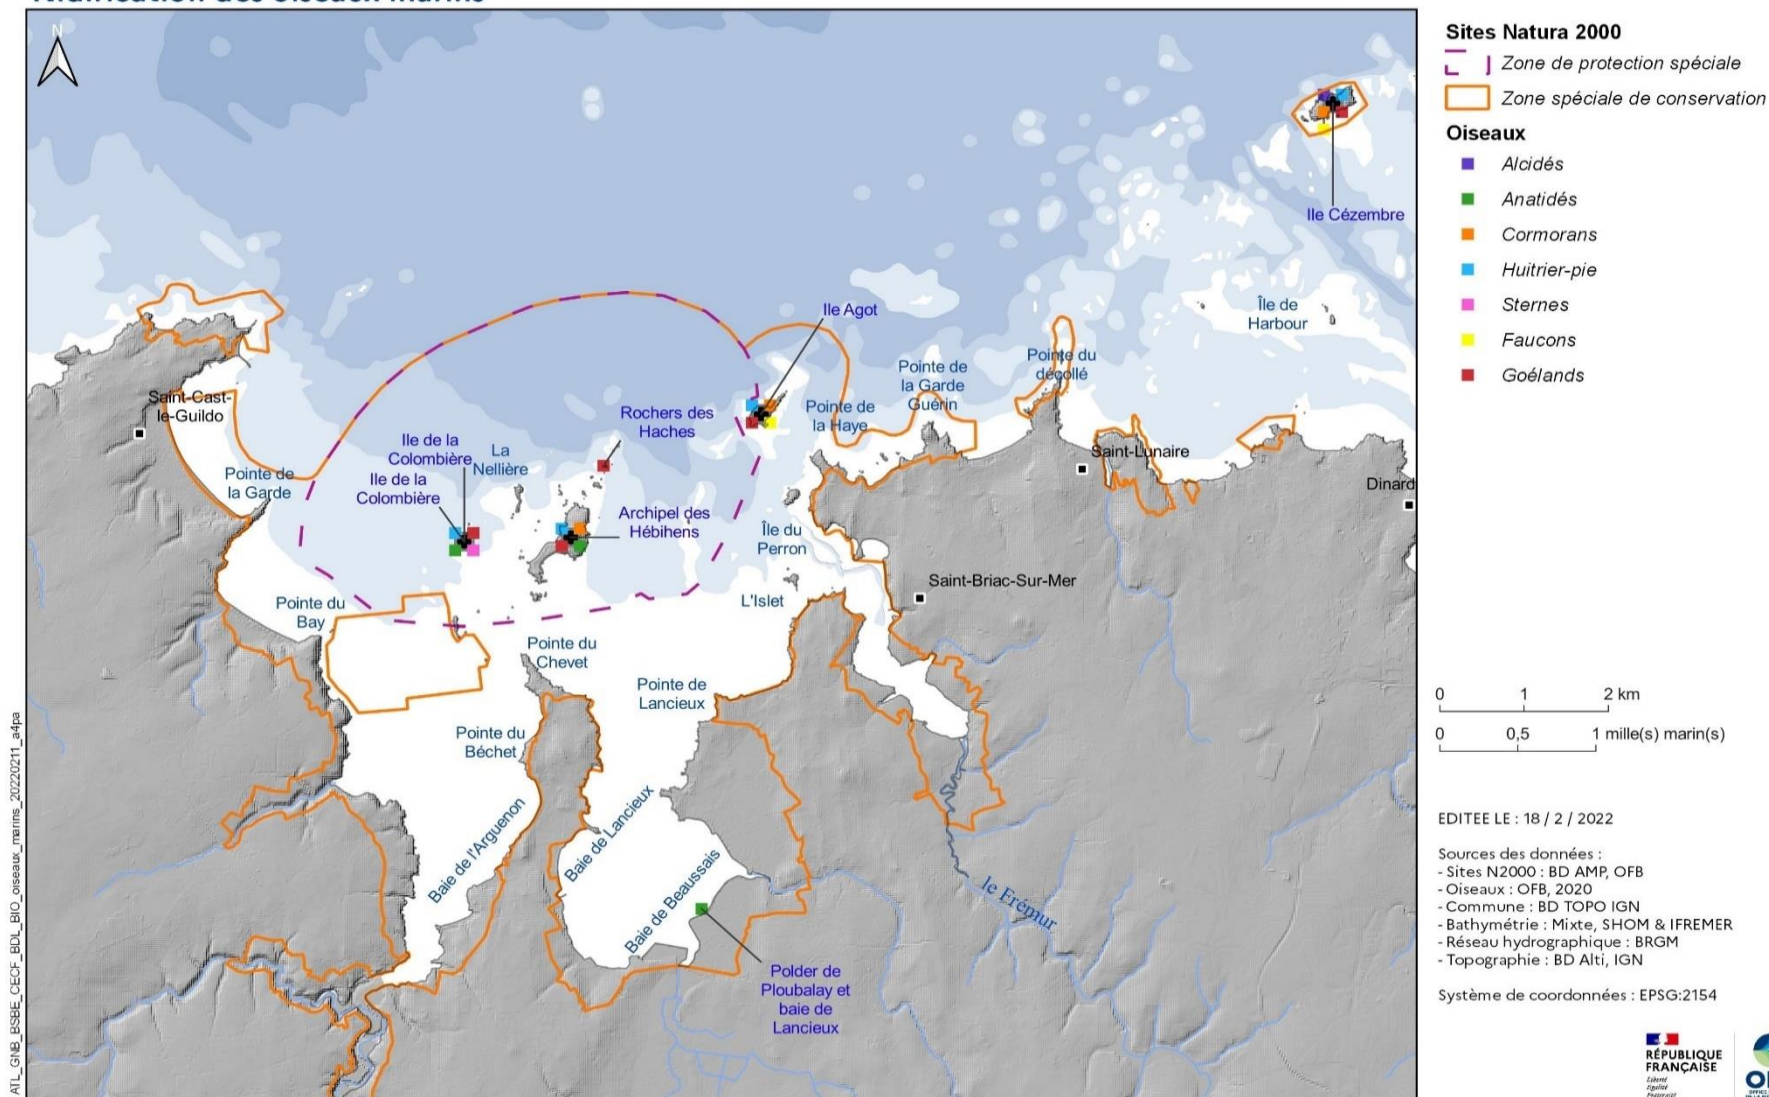 Nidification des oiseaux marins
N
Ile Cézembre
Île de
Harbour
Ile Agot
Pointe du
décollé
Pointe de
la Garde
Guérin
Pointe de
la Haye
Rochers des
Haches
Saint-Cast-
le-Guildo
Ile de la
Colombière
La
Nellière
Ile de la
Colombière
Pointe de
la Garde
Saint-Lunaire
Dinard
Archipel des
Hébihens
Île du
Perron
Saint-Briac-Sur-Mer
L'Islet
Pointe du
Bay
Pointe du
Chevet
Pointe de
Lancieux
Pointe du
Béchet
Baie de l'Arguenon
Baie de Lancieux
Baie de Beaussais
le Frémur
Polder de
Ploubalay et
baie de
Lancieux
ATL_GNB_BSBE_CECF_BDL_BIO_oiseaux_marins_20220211_a4pa
Sites Natura 2000
Zone de protection spéciale
Zone spéciale de conservation
Oiseaux
Alcidés
Anatidés
Cormorans
Huitrier-pie
Sternes
Faucons
Goélands
0 1 2 km
0 0,5 1 mille(s) marin(s)
EDITEE LE : 18 / 2 / 2022
Sources des données :
- Sites N2000 : BD AMP, OFB
- Oiseaux : OFB, 2020
- Commune : BD TOPO IGN
- Bathymétrie : Mixte, SHOM & IFREMER
- Réseau hydrographique : BRGM
- Topographie : BD Alti, IGN
Système de coordonnées : EPSG:2154
RÉPUBLIQUE
FRANÇAISE
Liberté
Égalité
Fraternité